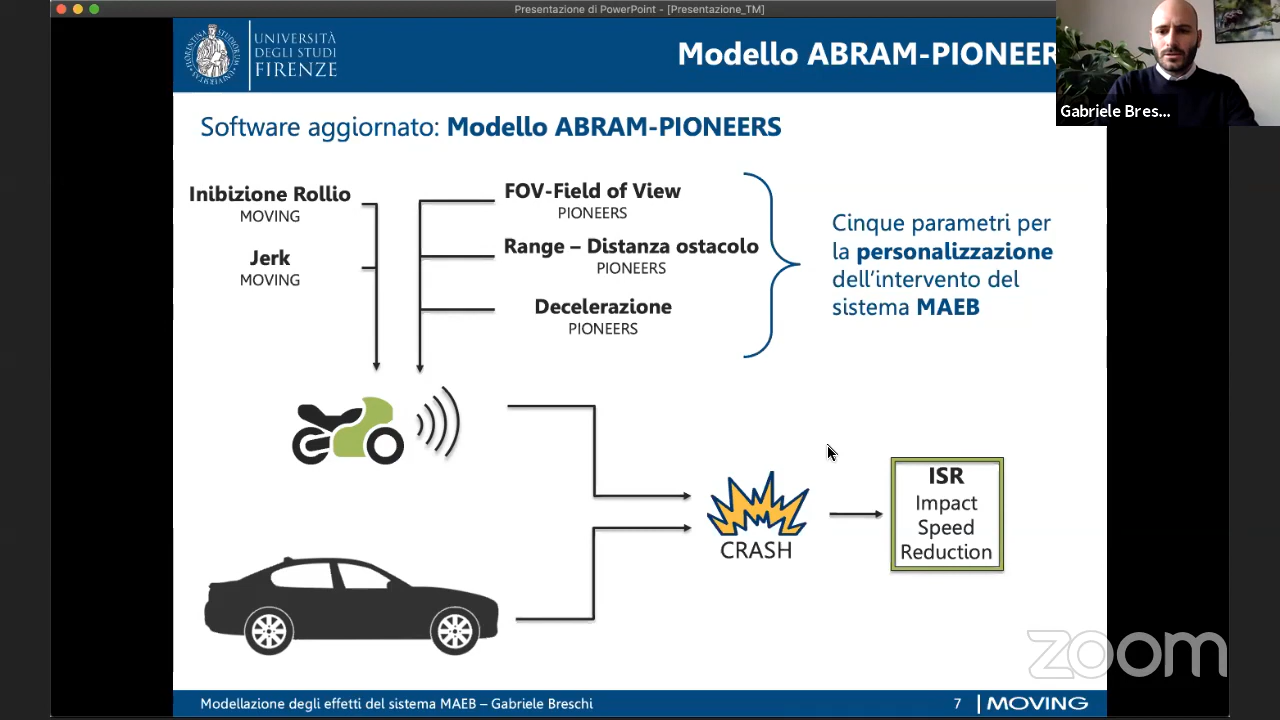 Presentazione di PowerPoint - [Presentazione_TM]
UNIVERSITÀ
DEGLI STUDI
FIRENZE
Modello ABRAM-PIONEER
Gabriele Bres...
Software aggiornato: Modello ABRAM-PIONEERS
Inibizione Rollio
MOVING
Jerk
MOVING
FOV-Field of View
PIONEERS
Range – Distanza ostacolo
PIONEERS
Decelerazione
PIONEERS
Cinque parametri per
la personalizzazione
dell'intervento del
sistema MAEB
CRASH
ISR
Impact
Speed
Reduction
zoom
Modellazione degli effetti del sistema MAEB – Gabriele Breschi
7
MOVING